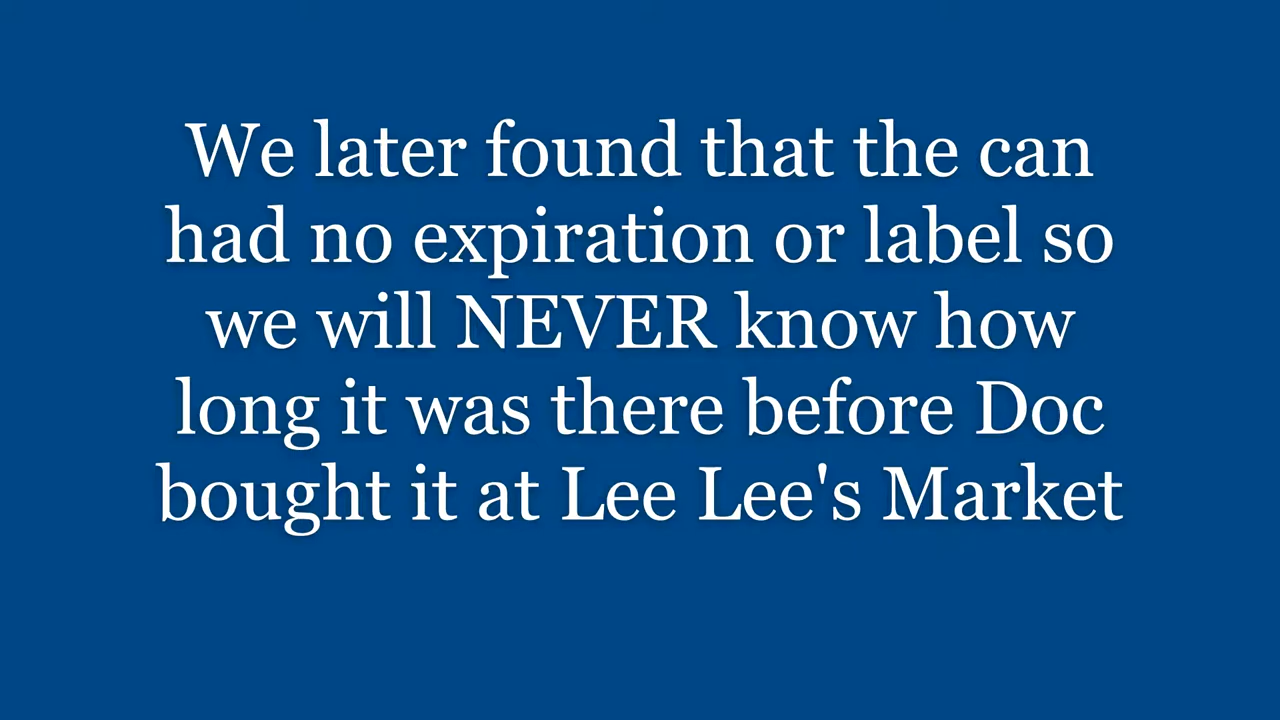 We later found that the can
had no expiration or label so
we will NEVER know how
long it was there before Doc
bought it at Lee Lee's Market